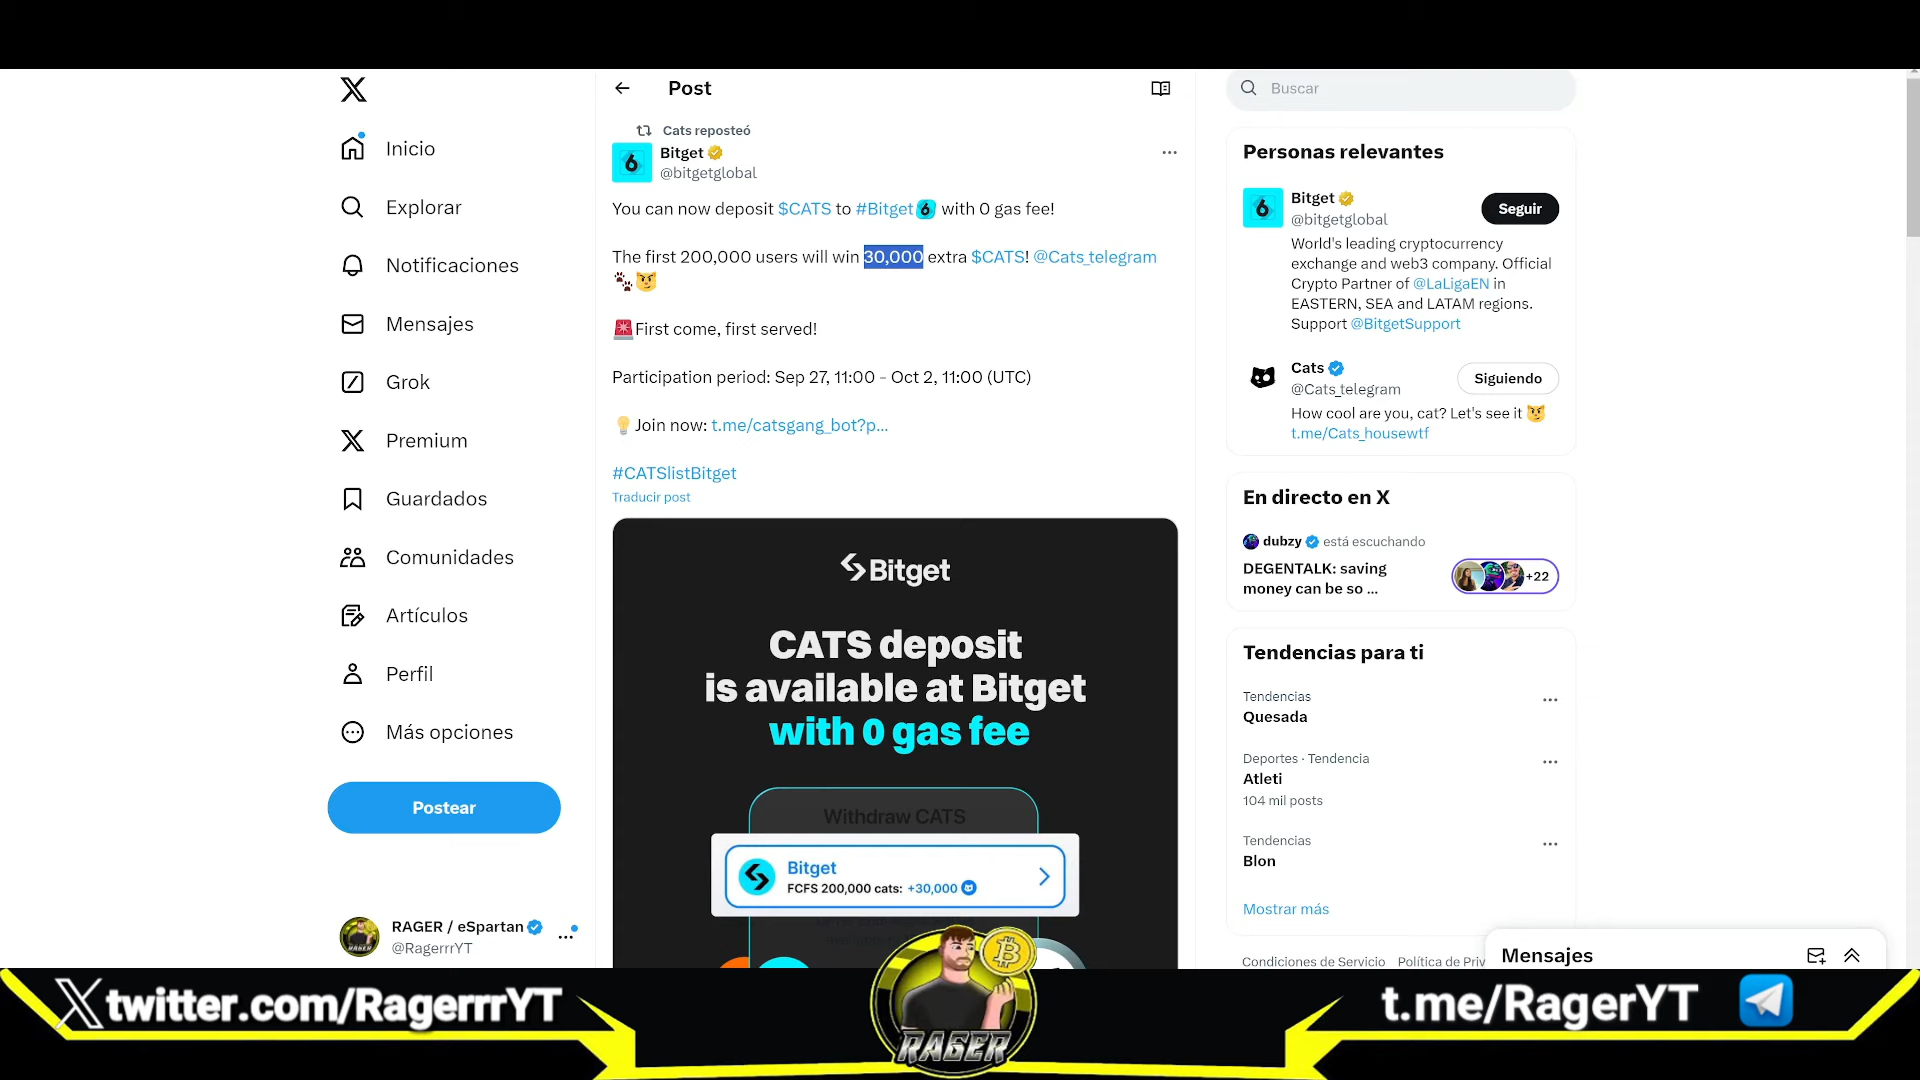 Inicio
Explorar
Notificaciones
Mensajes
Grok
Premium
Guardados
Comunidades
Artículos
Perfil
Más opciones
Postear
RAGER / eSpartan
@RagerrrYT
Post
Cats reposteó
Bitget
@bitgetglobal
You can now deposit $CATS to #Bitget with 0 gas fee!
The first 200,000 users will win 30,000 extra $CATS! @Cats_telegram
🐾😼
🚨First come, first served!
Participation period: Sep 27, 11:00 - Oct 2, 11:00 (UTC)
💡Join now: t.me/catsgang_bot?p...
#CATSlistBitget
Traducir post
Bitget
CATS deposit
is available at Bitget
with 0 gas fee
Withdraw CATS
Bitget
FCFS 200,000 cats: +30,000
Buscar
Personas relevantes
Bitget
@bitgetglobal
Seguir
World's leading cryptocurrency
exchange and web3 company. Official
Crypto Partner of @LaLigaEN in
EASTERN, SEA and LATAM regions.
Support @BitgetSupport
Cats
@Cats_telegram
Siguiendo
How cool are you, cat? Let's see it 😼
t.me/Cats_housewtf
En directo en X
dubzy está escuchando
DEGENTALK: saving
money can be so ...
+22
Tendencias para ti
Tendencias
Quesada
Deportes · Tendencia
Atleti
104 mil posts
Tendencias
Blon
Mostrar más
Condiciones de Servicio Política de Priv
Mensajes
twitter.com/RagerrrYT
RAGER
t.me/RagerYT